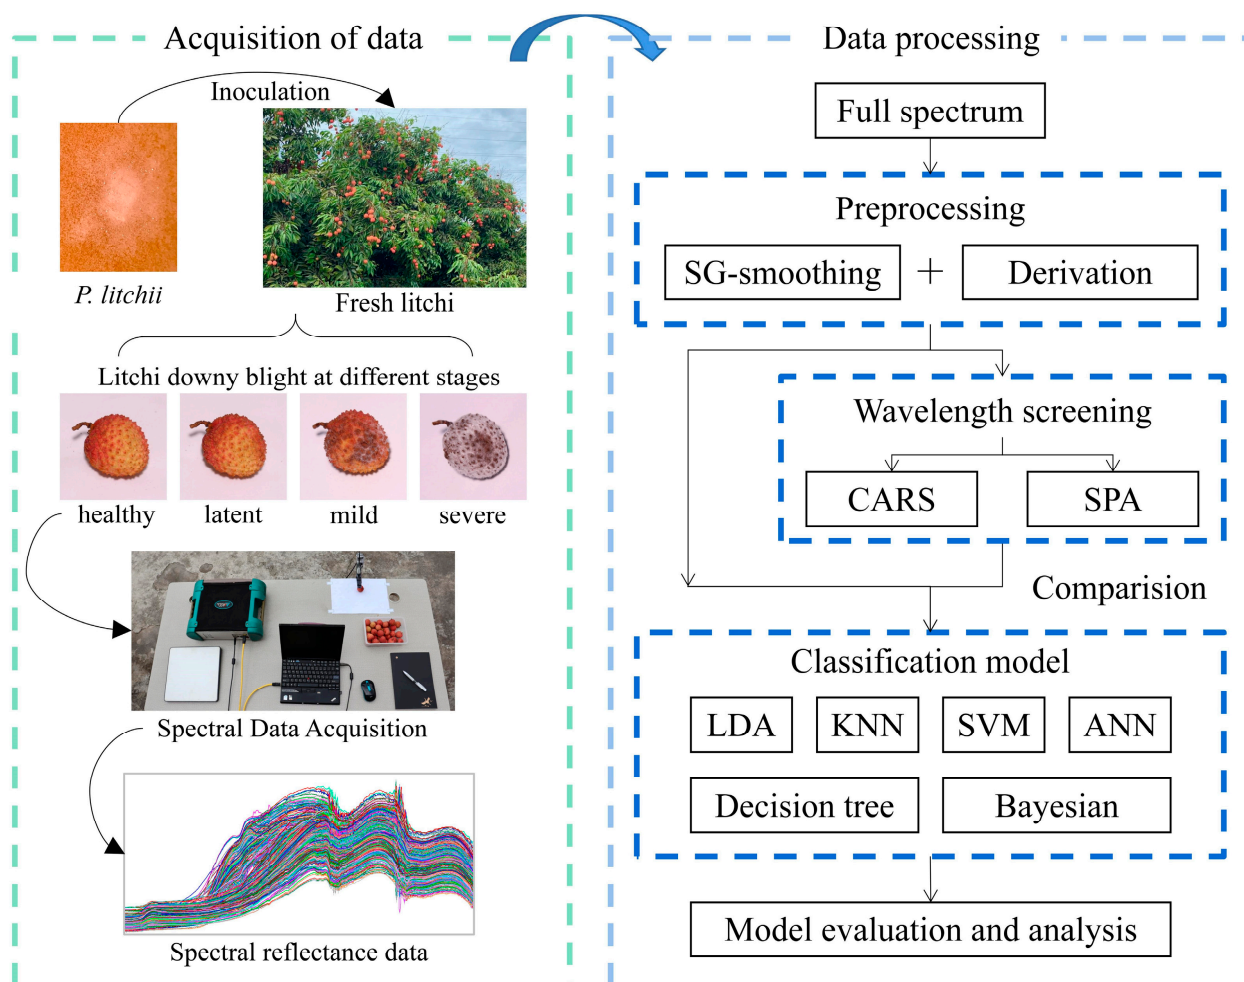 Acquisition of data
Inoculation
P. litchii
Fresh litchi
Litchi downy blight at different stages
healthy latent mild severe
Spectral Data Acquisition
Spectral reflectance data
Data processing
Full spectrum
Preprocessing
SG-smoothing + Derivation
Wavelength screening
CARS SPA
Comparision
Classification model
LDA KNN SVM ANN
Decision tree Bayesian
Model evaluation and analysis